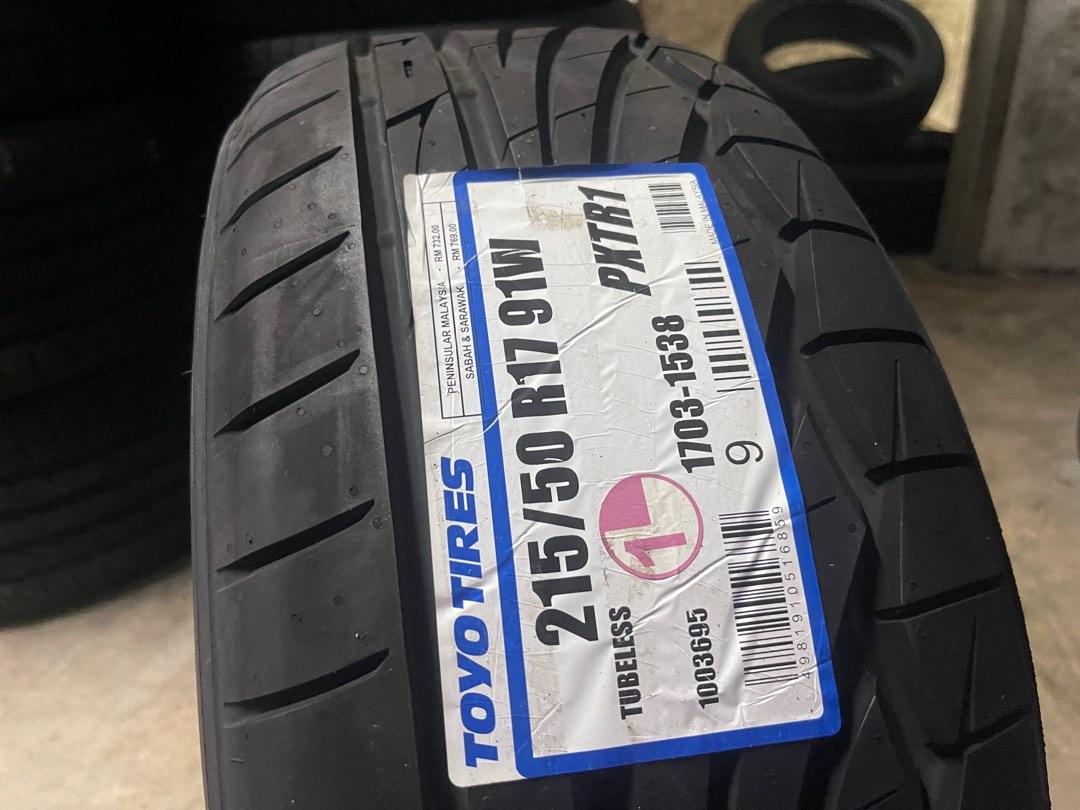 PENINSULAR MALAYSIA - RM 732.00
SABAH & SARAWAK - RM 769.00
TOYO TIRES
215/50 R17 91W
TUBELESS
1L
PXTR1
1003695
1703-1538
9
4981910516859
MADE IN MALAYSIA